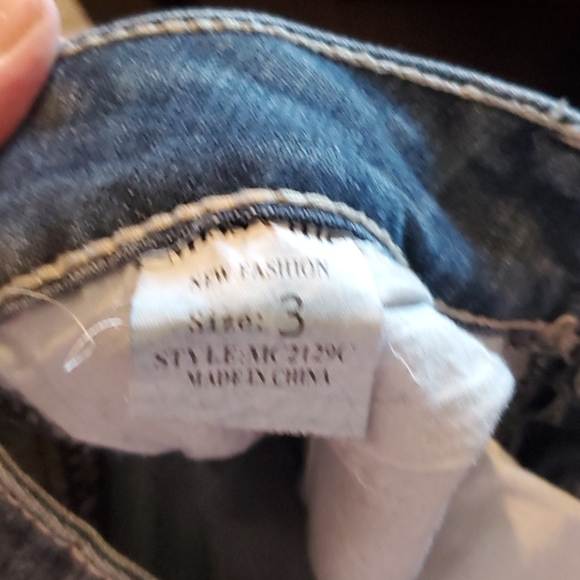 NEW FASHION
Size: 3
STYLE:MC2129C
MADE IN CHINA